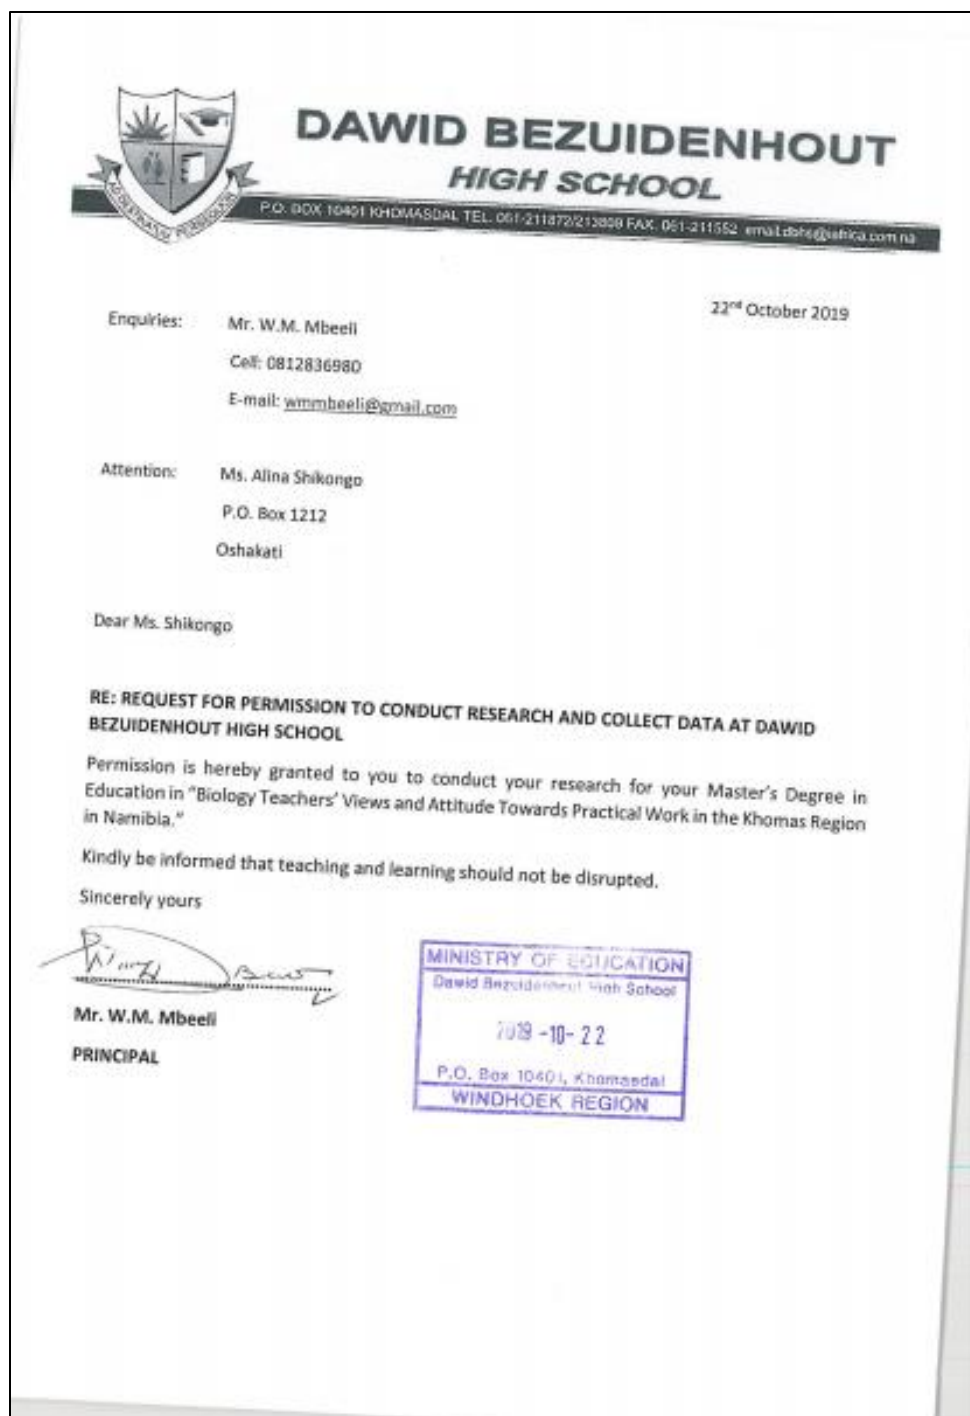 DAWID BEZUIDENHOUT
HIGH SCHOOL
P.O. BOX 10401 KHOMASDAL TEL. 061-211872/213809 FAX. 061-211552 email:dbhs@iafrica.com.na
22nd October 2019
Enquiries: Mr. W.M. Mbeeli
Cell: 0812836980
E-mail: wmmbeeli@gmail.com
Attention: Ms. Alina Shikongo
P.O. Box 1212
Oshakati
Dear Ms. Shikongo
RE: REQUEST FOR PERMISSION TO CONDUCT RESEARCH AND COLLECT DATA AT DAWID
BEZUIDENHOUT HIGH SCHOOL
Permission is hereby granted to you to conduct your research for your Master's Degree in
Education in "Biology Teachers' Views and Attitude Towards Practical Work in the Khomas Region
in Namibia."
Kindly be informed that teaching and learning should not be disrupted.
Sincerely yours
Mr. W.M. Mbeeli
PRINCIPAL
MINISTRY OF EDUCATION
Dawid Bezuidenhout High School
2019 -10- 22
P.O. Box 10401, Khomasdal
WINDHOEK REGION